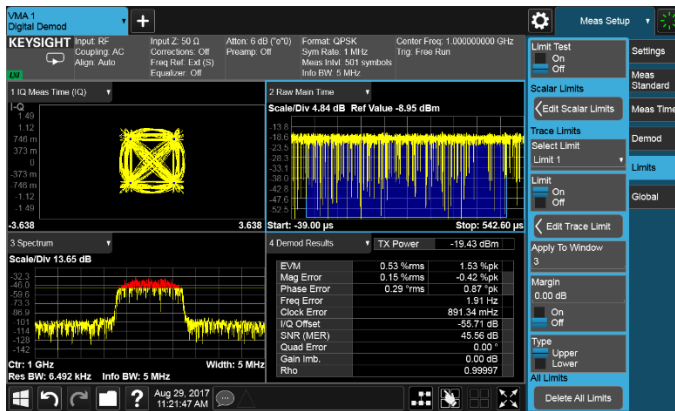 VMA 1
Digital Demod
+
Meas Setup
KEYSIGHT
Input: RF
Coupling: AC
Align: Auto
Input Z: 50 Ω
Corrections: Off
Freq Ref: Ext (S)
Equalizer: Off
Atten: 6 dB ("o"0)
Preamp: Off
Format: QPSK
Sym Rate: 1 MHz
Meas Intvl: 501 symbols
Info BW: 5 MHz
Center Freq: 1.000000000 GHz
Trig: Free Run
1 IQ Meas Time (IQ)
I-Q
1.49
1.12
746 m
373 m
0
-373 m
-746 m
-1.12
-1.49
-3.638
3.638
2 Raw Main Time
Scale/Div 4.84 dB Ref Value -8.95 dBm
-13.8
-18.6
-23.5
-28.3
-33.1
-38.0
-42.8
-47.6
-52.5
Start: -39.00 µs
Stop: 542.60 µs
3 Spectrum
Scale/Div 13.65 dB
-32.3
-46.0
-59.6
-73.3
-86.9
-101
-114
-128
-142
Ctr: 1 GHz
Width: 5 MHz
Res BW: 6.492 kHz Info BW: 5 MHz
4 Demod Results
TX Power
-19.43 dBm
EVM 0.53 %rms 1.53 %pk
Mag Error 0.15 %rms -0.42 %pk
Phase Error 0.29 °rms 0.87 °pk
Freq Error 1.91 Hz
Clock Error 891.34 mHz
I/Q Offset -55.71 dB
SNR (MER) 45.56 dB
Quad Error 0.00 °
Gain Imb. 0.00 dB
Rho 0.99997
Limit Test
On
Off
Scalar Limits
Edit Scalar Limits
Trace Limits
Select Limit
Limit 1
Limit
On
Off
Edit Trace Limit
Apply To Window
3
Margin
0.00 dB
On
Off
Type
Upper
Lower
All Limits
Delete All Limits
Settings
Meas
Standard
Meas Time
Demod
Limits
Global
?
Aug 29, 2017
11:21:47 AM